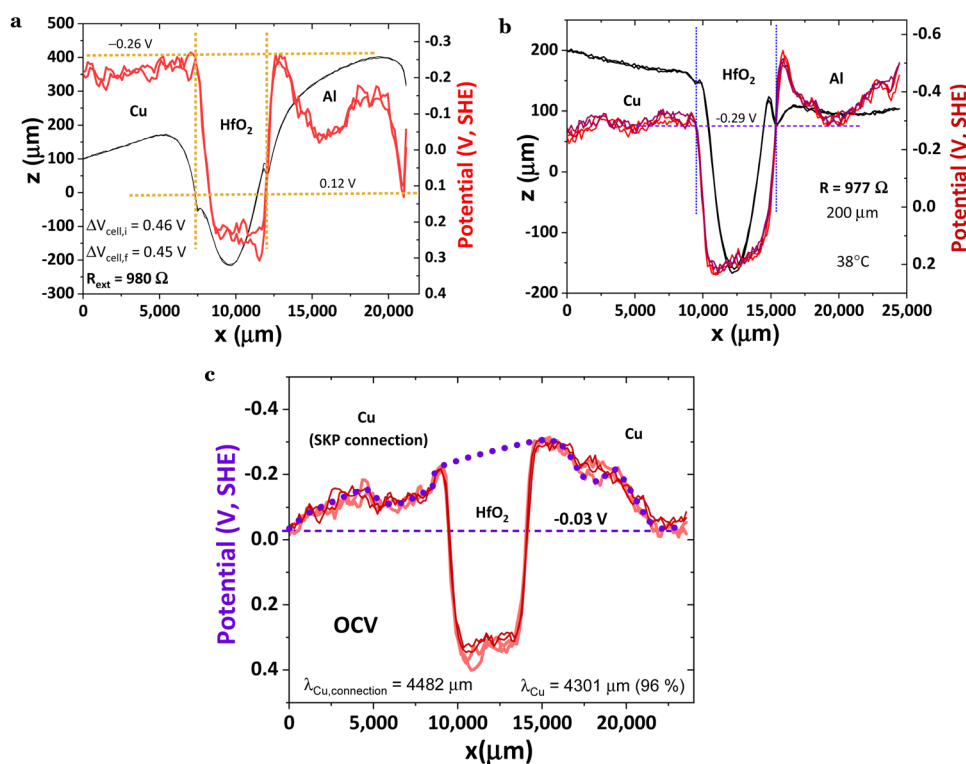 a
500
400
300
200
100
0
-100
-200
-300
z (μm)
−0.26 V
Cu
HfO2
Al
0.12 V
ΔVcell,i = 0.46 V
ΔVcell,f = 0.45 V
Rext = 980 Ω
-0.3
-0.2
-0.1
0.0
0.1
0.2
0.3
0.4
Potential (V, SHE)
0 5,000 10,000 15,000 20,000
x (μm)
b
200
100
0
-100
-200
z (μm)
HfO2
Cu
Al
-0.29 V
R = 977 Ω
200 μm
38°C
-0.6
-0.4
-0.2
0.0
0.2
Potential (V, SHE)
0 5,000 10,000 15,000 20,000 25,000
x (μm)
c
-0.4
-0.2
0.0
0.2
0.4
Potential (V, SHE)
Cu
(SKP connection)
Cu
HfO2
-0.03 V
OCV
λCu,connection = 4482 μm
λCu = 4301 μm (96 %)
0 5,000 10,000 15,000 20,000
x(μm)